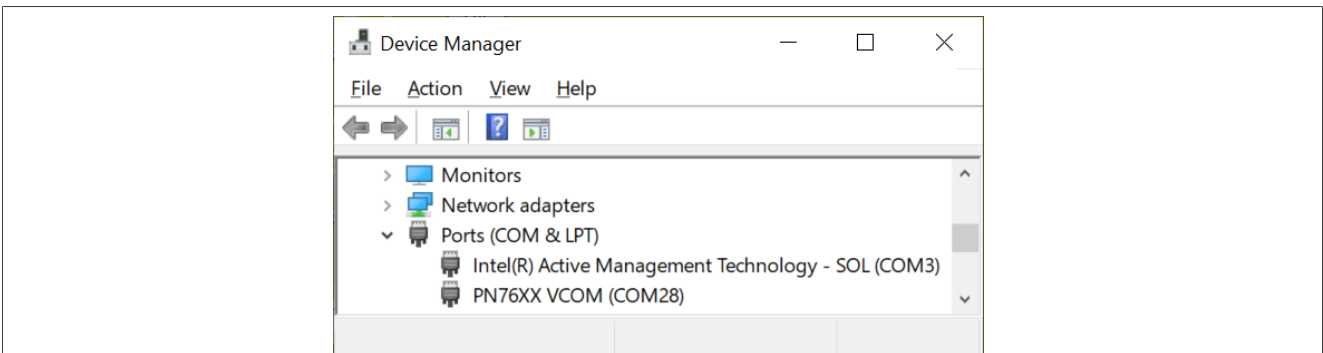 Device Manager
File Action View Help
Monitors
Network adapters
Ports (COM & LPT)
Intel(R) Active Management Technology - SOL (COM3)
PN76XX VCOM (COM28)